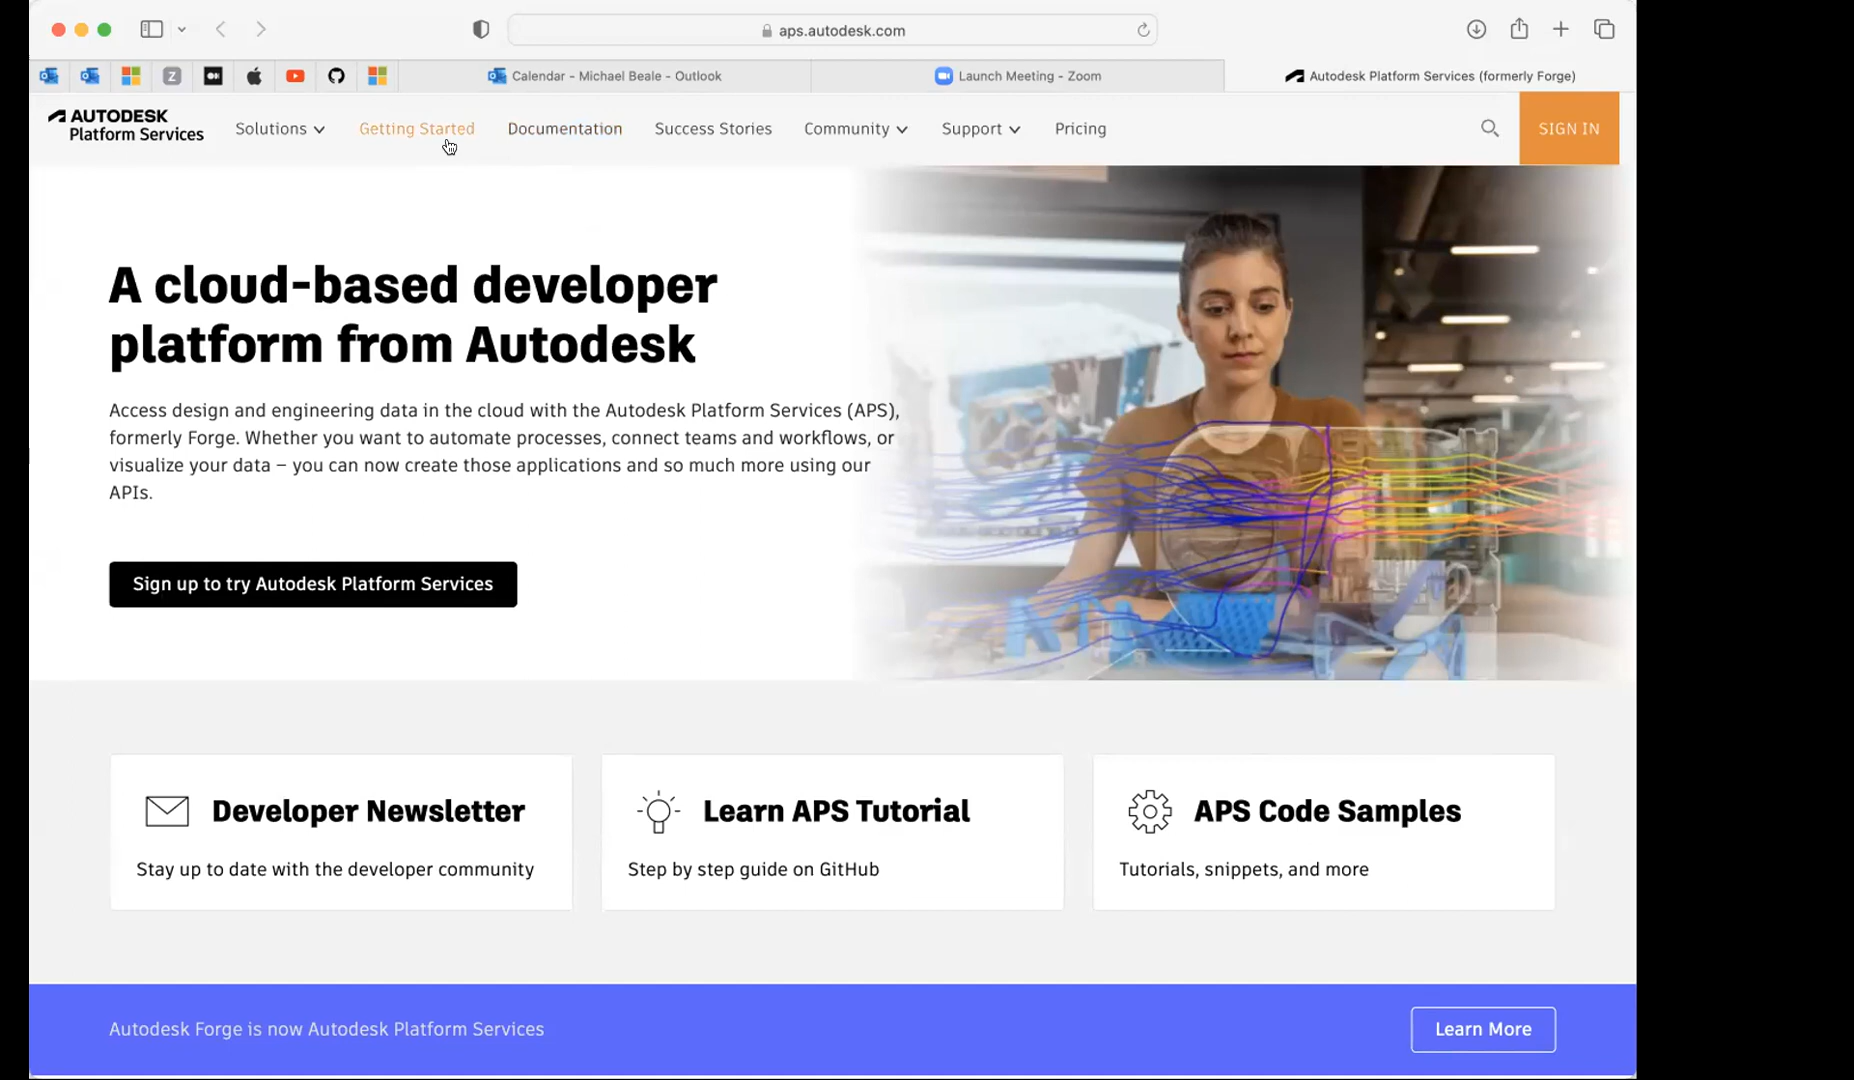 aps.autodesk.com
Calendar – Michael Beale – Outlook
Launch Meeting - Zoom
Autodesk Platform Services (formerly Forge)
AUTODESK
Platform Services
Solutions
Getting Started
Documentation
Success Stories
Community
Support
Pricing
SIGN IN
A cloud-based developer
platform from Autodesk
Access design and engineering data in the cloud with the Autodesk Platform Services (APS),
formerly Forge. Whether you want to automate processes, connect teams and workflows, or
visualize your data – you can now create those applications and so much more using our
APIs.
Sign up to try Autodesk Platform Services
Developer Newsletter
Stay up to date with the developer community
Learn APS Tutorial
Step by step guide on GitHub
APS Code Samples
Tutorials, snippets, and more
Autodesk Forge is now Autodesk Platform Services
Learn More